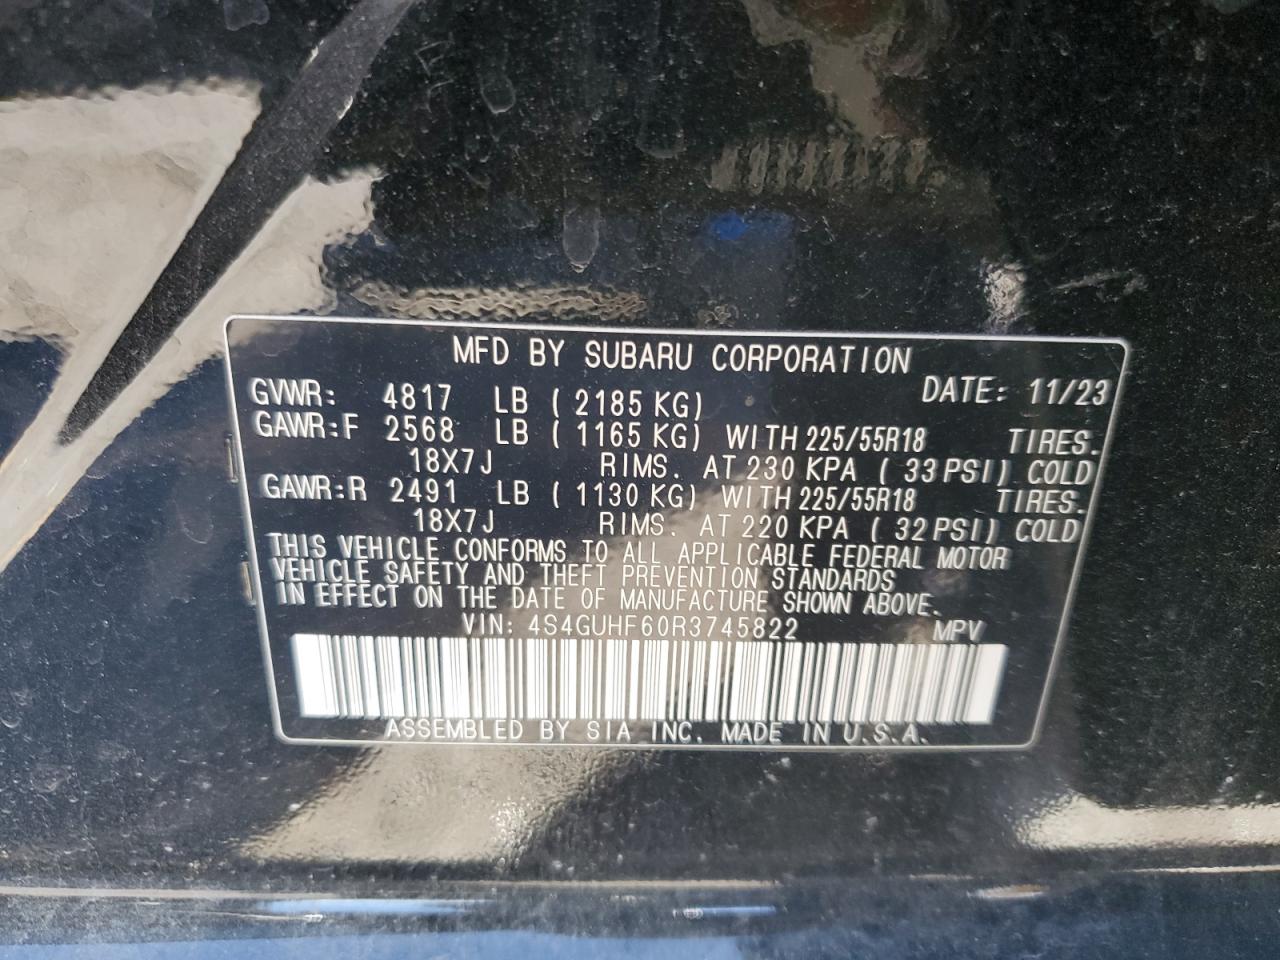 MFD BY SUBARU CORPORATION
DATE: 11/23
GVWR: 4817 LB ( 2185 KG)
GAWR:F 2568 LB ( 1165 KG) WITH 225/55R18 TIRES.
18X7J RIMS. AT 230 KPA ( 33 PSI) COLD
GAWR:R 2491 LB ( 1130 KG) WITH 225/55R18 TIRES.
18X7J RIMS. AT 220 KPA ( 32 PSI) COLD
THIS VEHICLE CONFORMS TO ALL APPLICABLE FEDERAL MOTOR
VEHICLE SAFETY AND THEFT PREVENTION STANDARDS
IN EFFECT ON THE DATE OF MANUFACTURE SHOWN ABOVE.
VIN: 4S4GUHF60R3745822 MPV
ASSEMBLED BY SIA INC. MADE IN U.S.A.